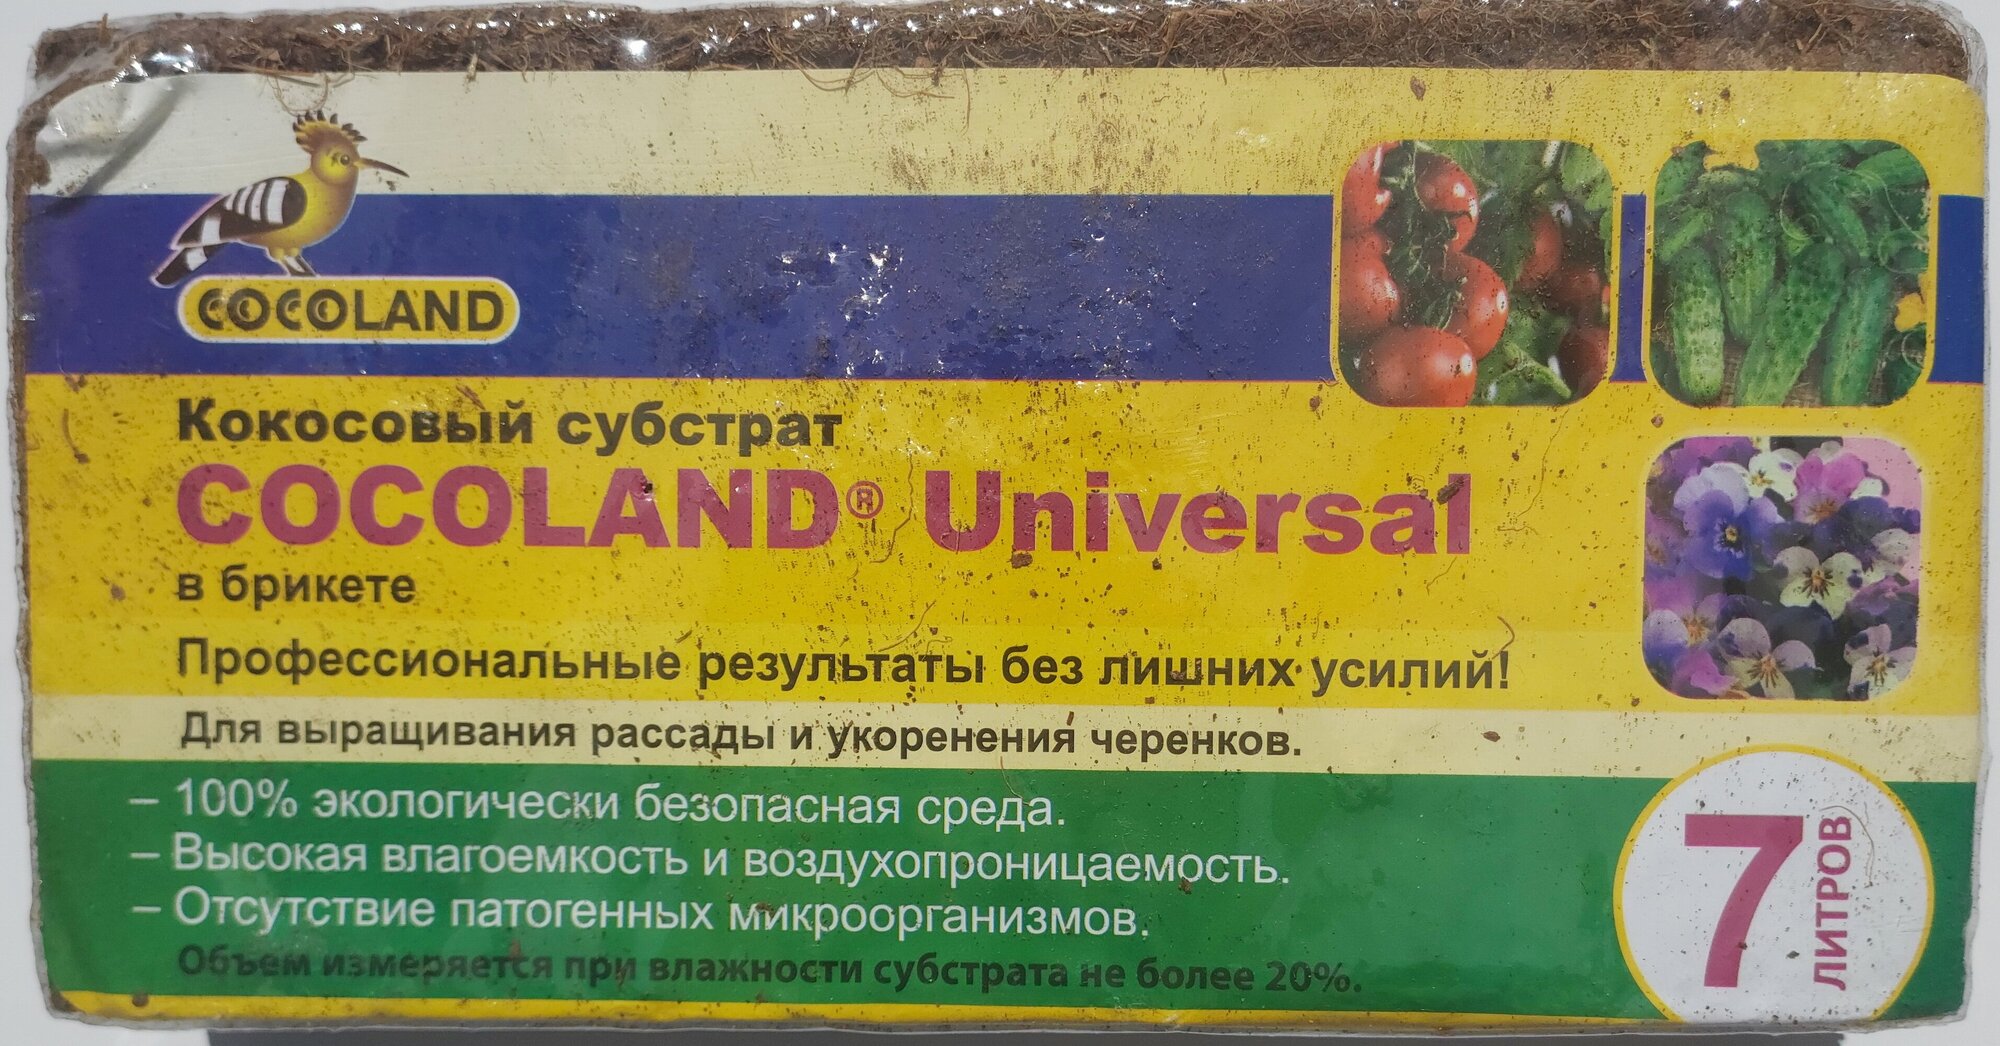 COCOLAND
Кокосовый субстрат
COCOLAND® Universal
в брикете
Профессиональные результаты без лишних усилий!
Для выращивания рассады и укоренения черенков.
– 100% экологически безопасная среда.
– Высокая влагоемкость и воздухопроницаемость.
– Отсутствие патогенных микроорганизмов.
Объем измеряется при влажности субстрата не более 20%.
7
ЛИТРОВ